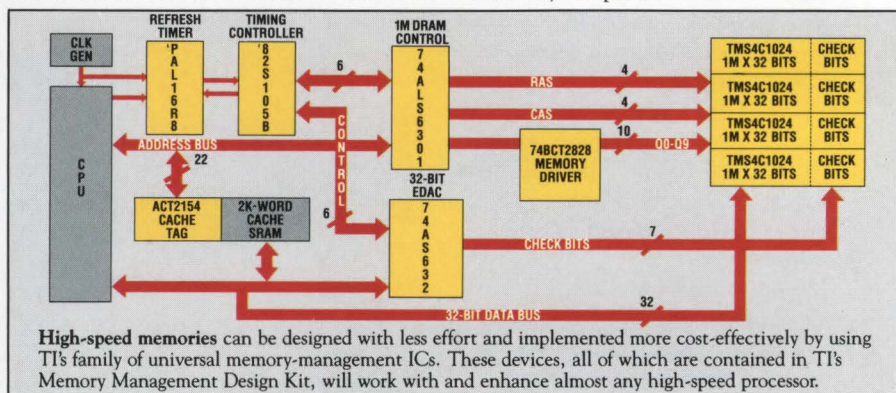 REFRESH
TIMER
TIMING
CONTROLLER
1M DRAM
CONTROL
CLK
GEN
'PAL16R8
'82S105B
6
74ALS6301
4
RAS
4
CAS
10
Q0-Q9
TMS4C1024
1M X 32 BITS
CHECK
BITS
TMS4C1024
1M X 32 BITS
CHECK
BITS
TMS4C1024
1M X 32 BITS
CHECK
BITS
TMS4C1024
1M X 32 BITS
CHECK
BITS
CPU
ADDRESS BUS
22
CONTROL
6
74BCT2828
MEMORY
DRIVER
ACT2154
CACHE
TAG
2K-WORD
CACHE
SRAM
32-BIT
EDAC
74AS632
CHECK BITS
7
32-BIT DATA BUS
32
High-speed memories can be designed with less effort and implemented more cost-effectively by using
TI's family of universal memory-management ICs. These devices, all of which are contained in TI's
Memory Management Design Kit, will work with and enhance almost any high-speed processor.